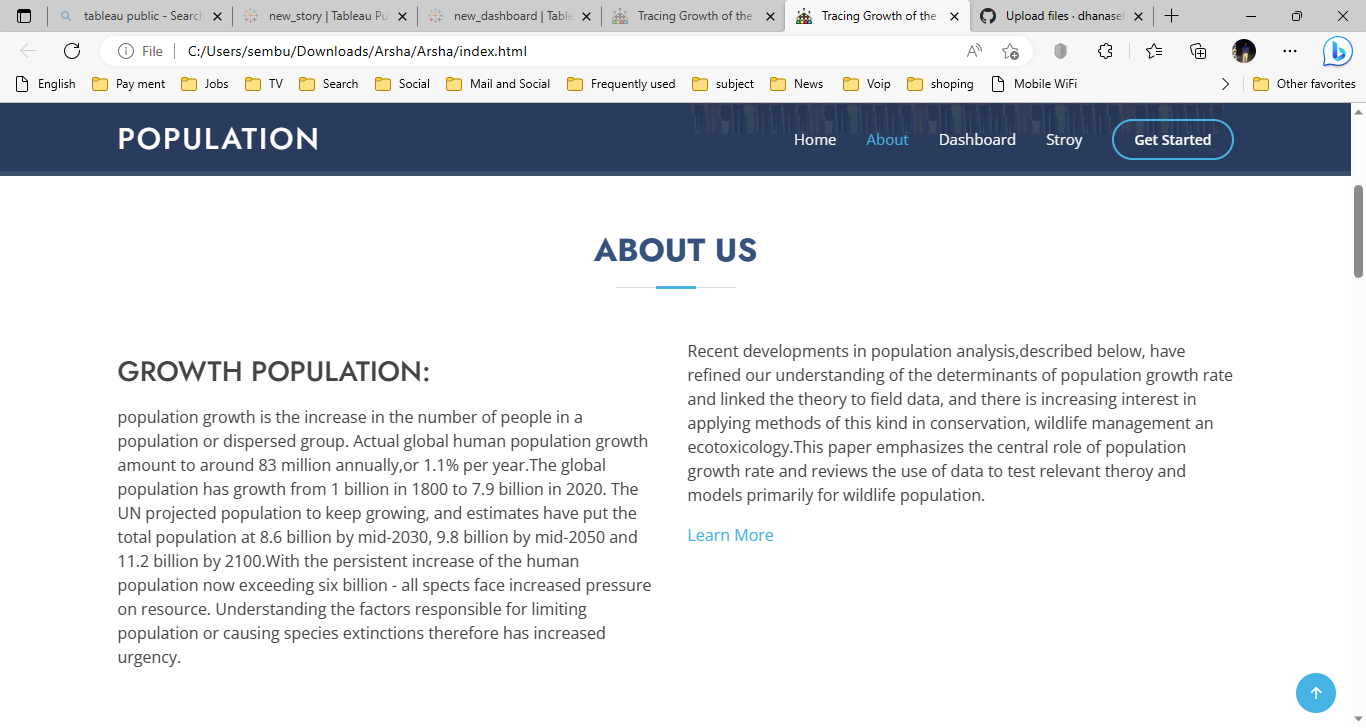 tableau public - Search
new_story | Tableau Pu
new_dashboard | Table
Tracing Growth of the
Tracing Growth of the
Upload files · dhanasek
File
C:/Users/sembu/Downloads/Arsha/Arsha/index.html
English
Pay ment
Jobs
TV
Search
Social
Mail and Social
Frequently used
subject
News
Voip
shoping
Mobile WiFi
Other favorites
POPULATION
Home
About
Dashboard
Stroy
Get Started
ABOUT US
GROWTH POPULATION:
population growth is the increase in the number of people in a
population or dispersed group. Actual global human population growth
amount to around 83 million annually,or 1.1% per year.The global
population has growth from 1 billion in 1800 to 7.9 billion in 2020. The
UN projected population to keep growing, and estimates have put the
total population at 8.6 billion by mid-2030, 9.8 billion by mid-2050 and
11.2 billion by 2100.With the persistent increase of the human
population now exceeding six billion - all spects face increased pressure
on resource. Understanding the factors responsible for limiting
population or causing species extinctions therefore has increased
urgency.
Recent developments in population analysis,described below, have
refined our understanding of the determinants of population growth rate
and linked the theory to field data, and there is increasing interest in
applying methods of this kind in conservation, wildlife management an
ecotoxicology.This paper emphasizes the central role of population
growth rate and reviews the use of data to test relevant theroy and
models primarily for wildlife population.
Learn More